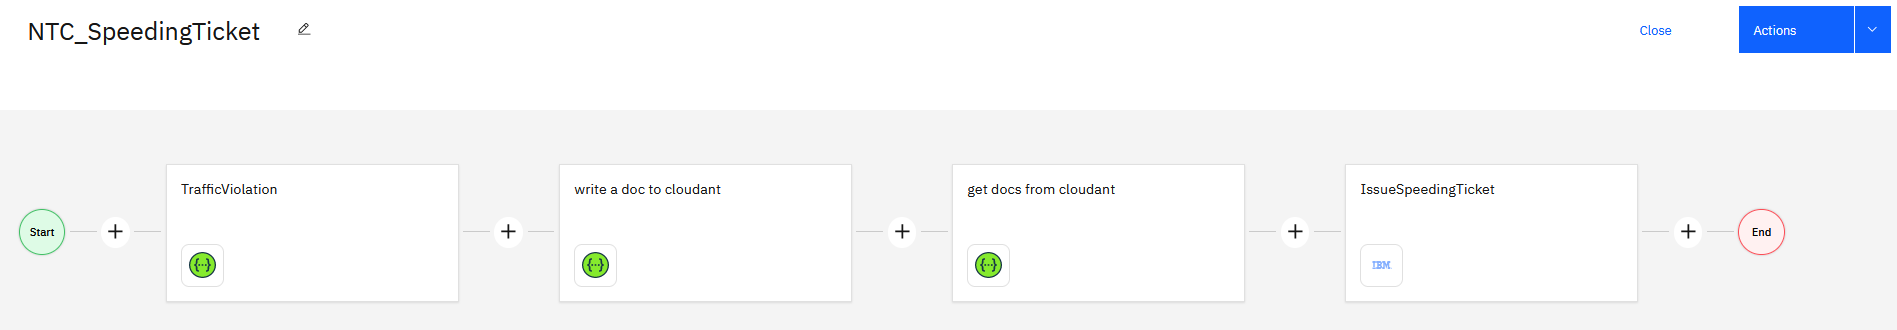 NTC_SpeedingTicket
Close
Actions
Start
TrafficViolation
write a doc to cloudant
get docs from cloudant
IssueSpeedingTicket
IBM
End